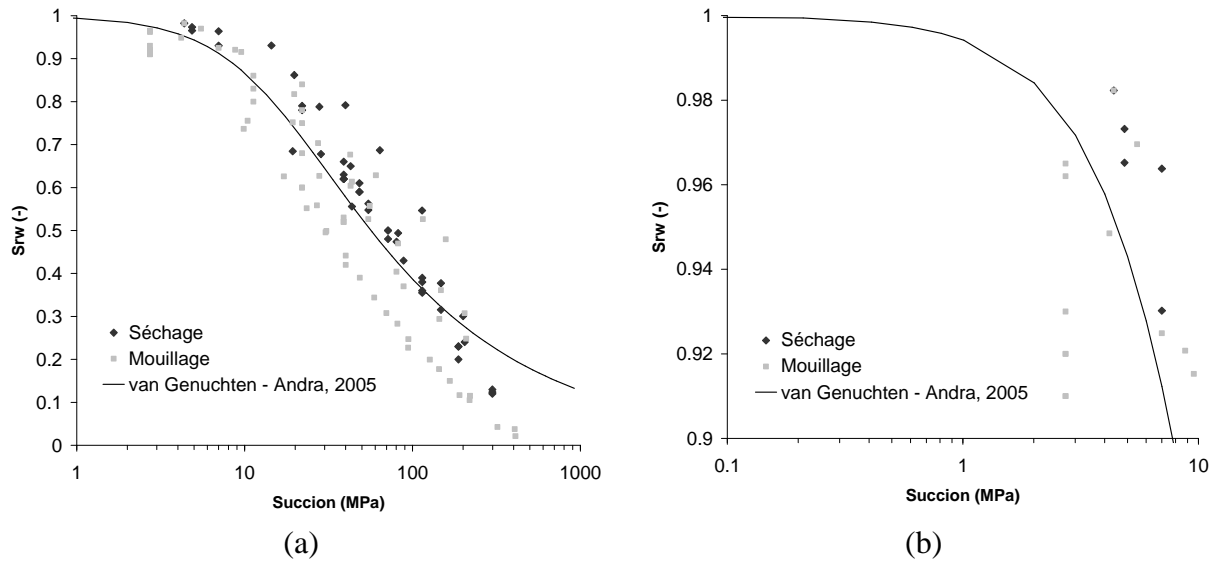 1
0.9
0.8
0.7
0.6
0.5
0.4
0.3
0.2
0.1
0
Srw (-)
Séchage
Mouillage
van Genuchten - Andra, 2005
1 10 100 1000
Succion (MPa)
(a)
1
0.98
0.96
0.94
0.92
0.9
Srw (-)
Séchage
Mouillage
van Genuchten - Andra, 2005
0.1 1 10
Succion (MPa)
(b)